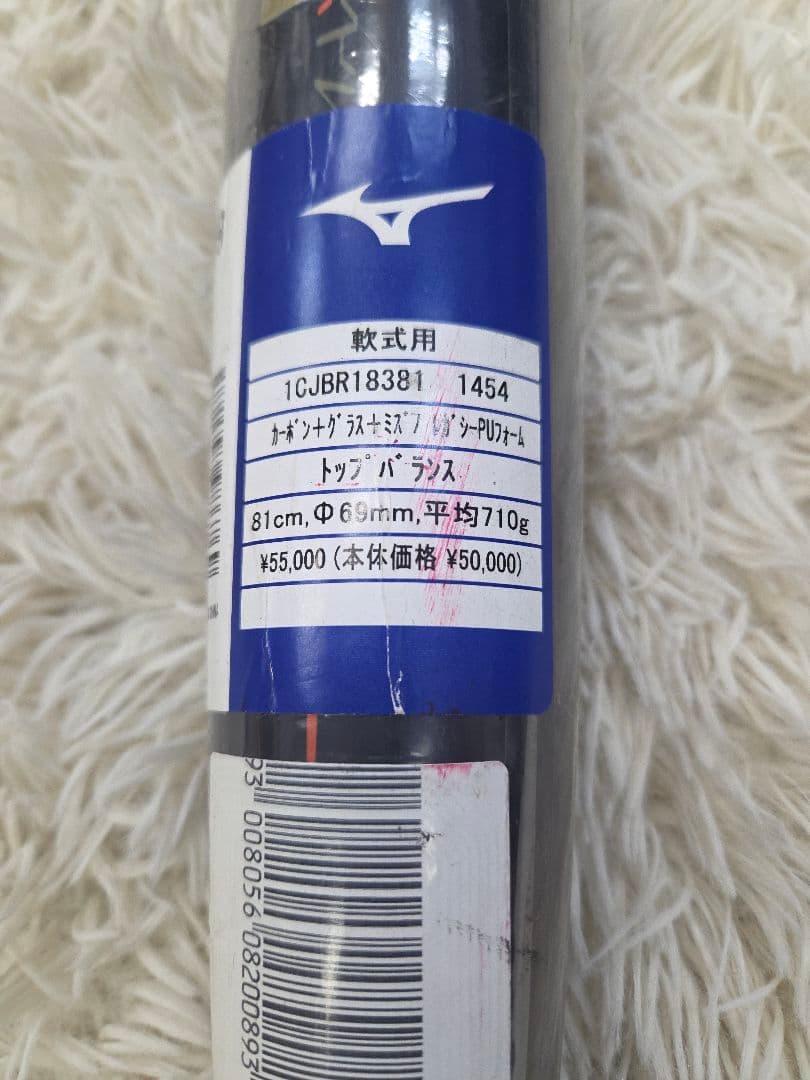 軟式用
1CJBR18381 1454
カーボン+グラス+ミズノ レガシーPUフォーム
トップバランス
81cm,Φ69mm,平均710g
¥55,000 (本体価格 ¥50,000)
008056 08200893